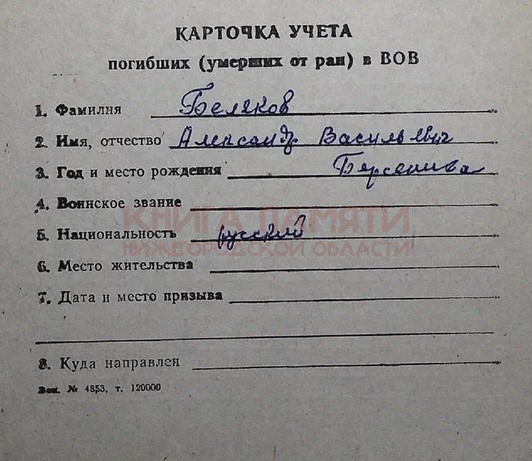 КАРТОЧКА УЧЕТА
погибших (умерших от ран) в ВОВ
1. Фамилия Беляков
2. Имя, отчество Александр Васильевич
3. Год и место рождения Берсенива
4. Воинское звание
КНИГА ПАМЯТИ
5. Национальность русский
НИЖЕГОРОДСКОЙ ОБЛАСТИ
6. Место жительства
7. Дата и место призыва
8. Куда направлен
Зак. № 4853, т. 120000